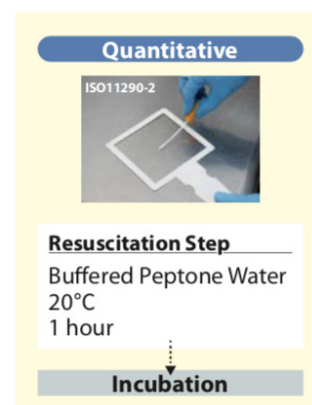 Quantitative
ISO11290-2
Resuscitation Step
Buffered Peptone Water
20°C
1 hour
Incubation